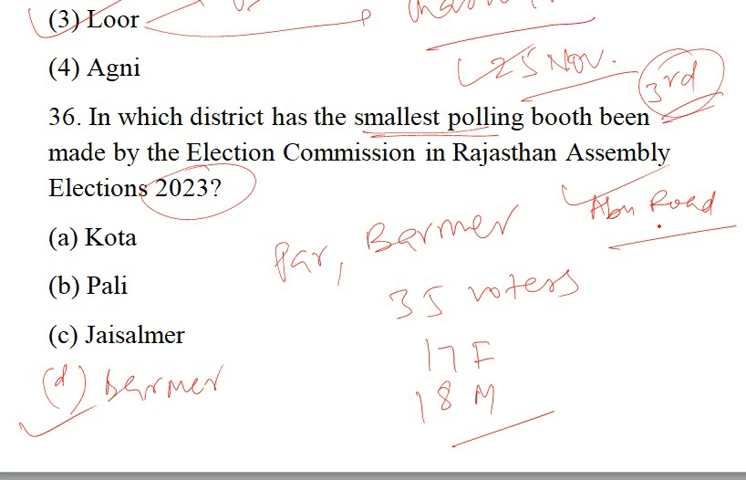 (3) Loor
(4) Agni
25 Nov.
3rd
36. In which district has the smallest polling booth been
made by the Election Commission in Rajasthan Assembly
Elections 2023?
Abu Road
(a) Kota
Par, Barmer
(b) Pali
35 voters
(c) Jaisalmer
17 F
(d) Barmer
18 M